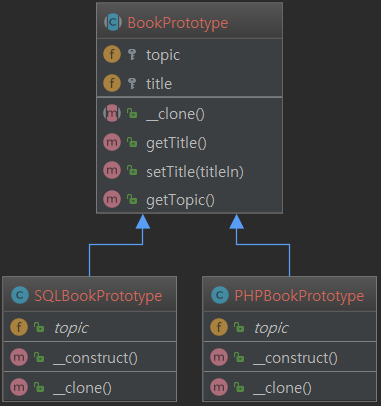 BookPrototype
topic
title
__clone()
getTitle()
setTitle(titleIn)
getTopic()
SQLBookPrototype
topic
__construct()
__clone()
PHPBookPrototype
topic
__construct()
__clone()